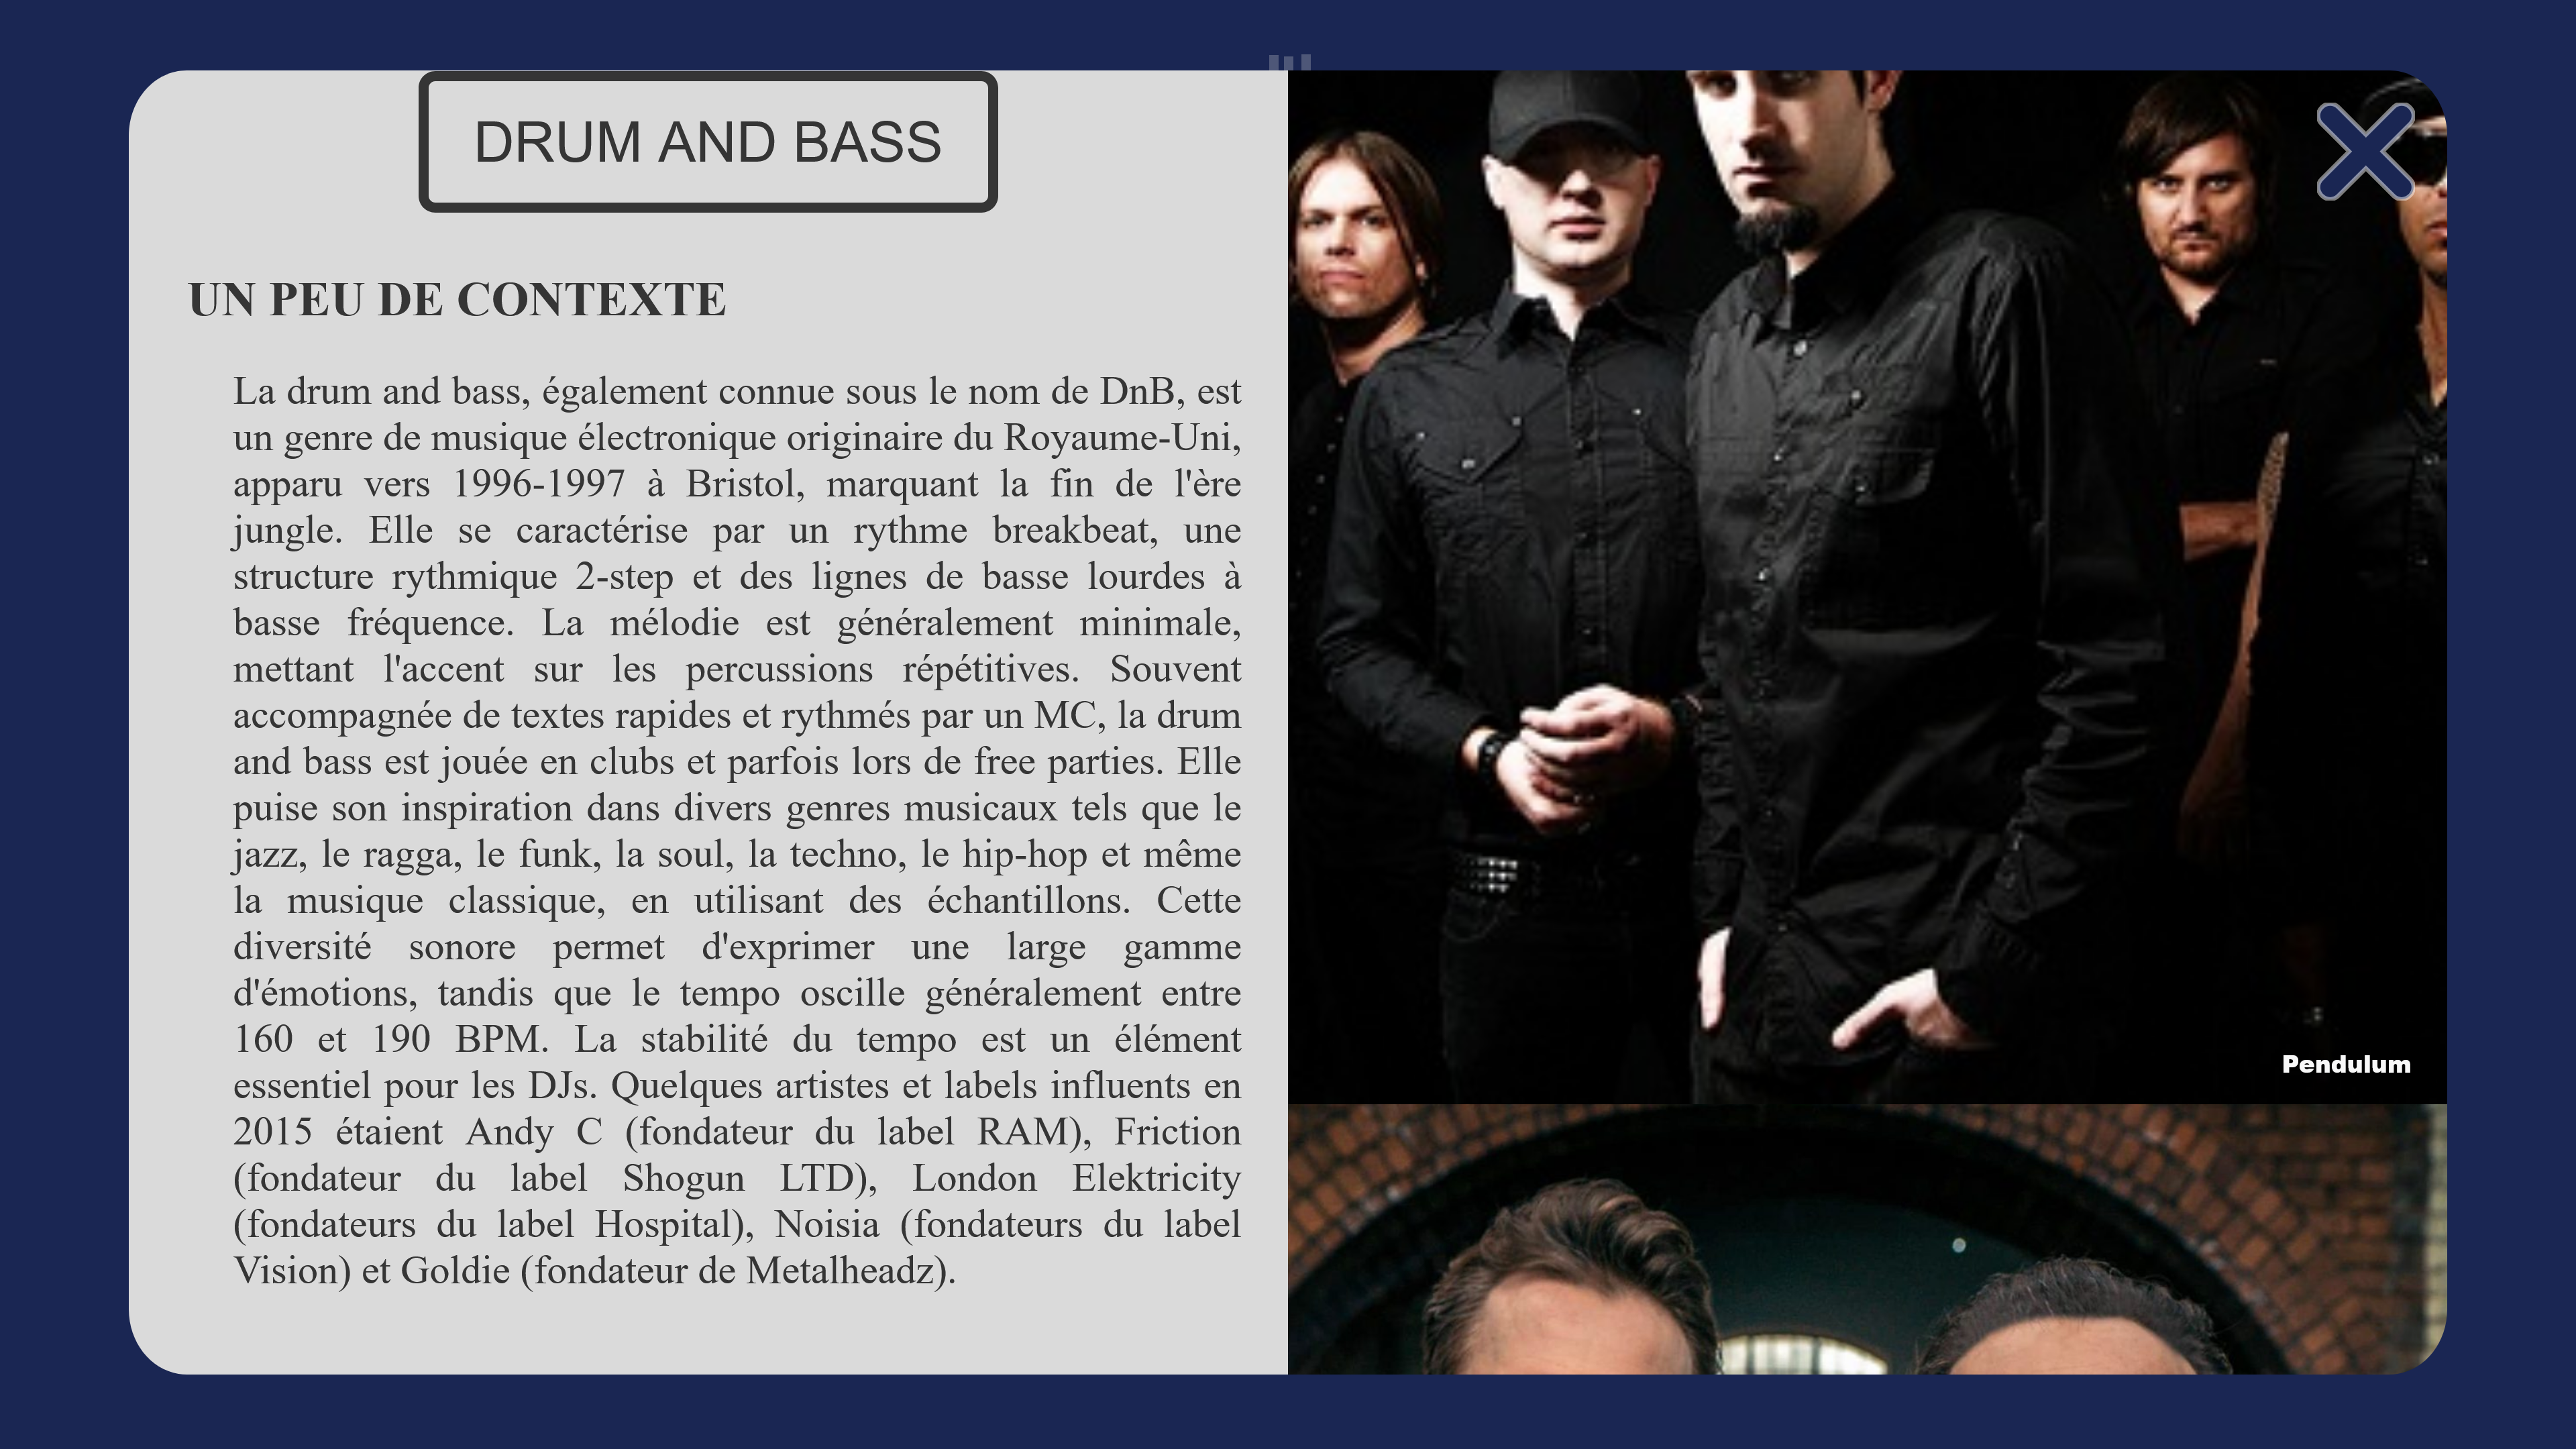 DRUM AND BASS
UN PEU DE CONTEXTE
La drum and bass, également connue sous le nom de DnB, est
un genre de musique électronique originaire du Royaume-Uni,
apparu vers 1996-1997 à Bristol, marquant la fin de l'ère
jungle. Elle se caractérise par un rythme breakbeat, une
structure rythmique 2-step et des lignes de basse lourdes à
basse fréquence. La mélodie est généralement minimale,
mettant l'accent sur les percussions répétitives. Souvent
accompagnée de textes rapides et rythmés par un MC, la drum
and bass est jouée en clubs et parfois lors de free parties. Elle
puise son inspiration dans divers genres musicaux tels que le
jazz, le ragga, le funk, la soul, la techno, le hip-hop et même
la musique classique, en utilisant des échantillons. Cette
diversité sonore permet d'exprimer une large gamme
d'émotions, tandis que le tempo oscille généralement entre
160 et 190 BPM. La stabilité du tempo est un élément
essentiel pour les DJs. Quelques artistes et labels influents en
2015 étaient Andy C (fondateur du label RAM), Friction
(fondateur du label Shogun LTD), London Elektricity
(fondateurs du label Hospital), Noisia (fondateurs du label
Vision) et Goldie (fondateur de Metalheadz).
Pendulum